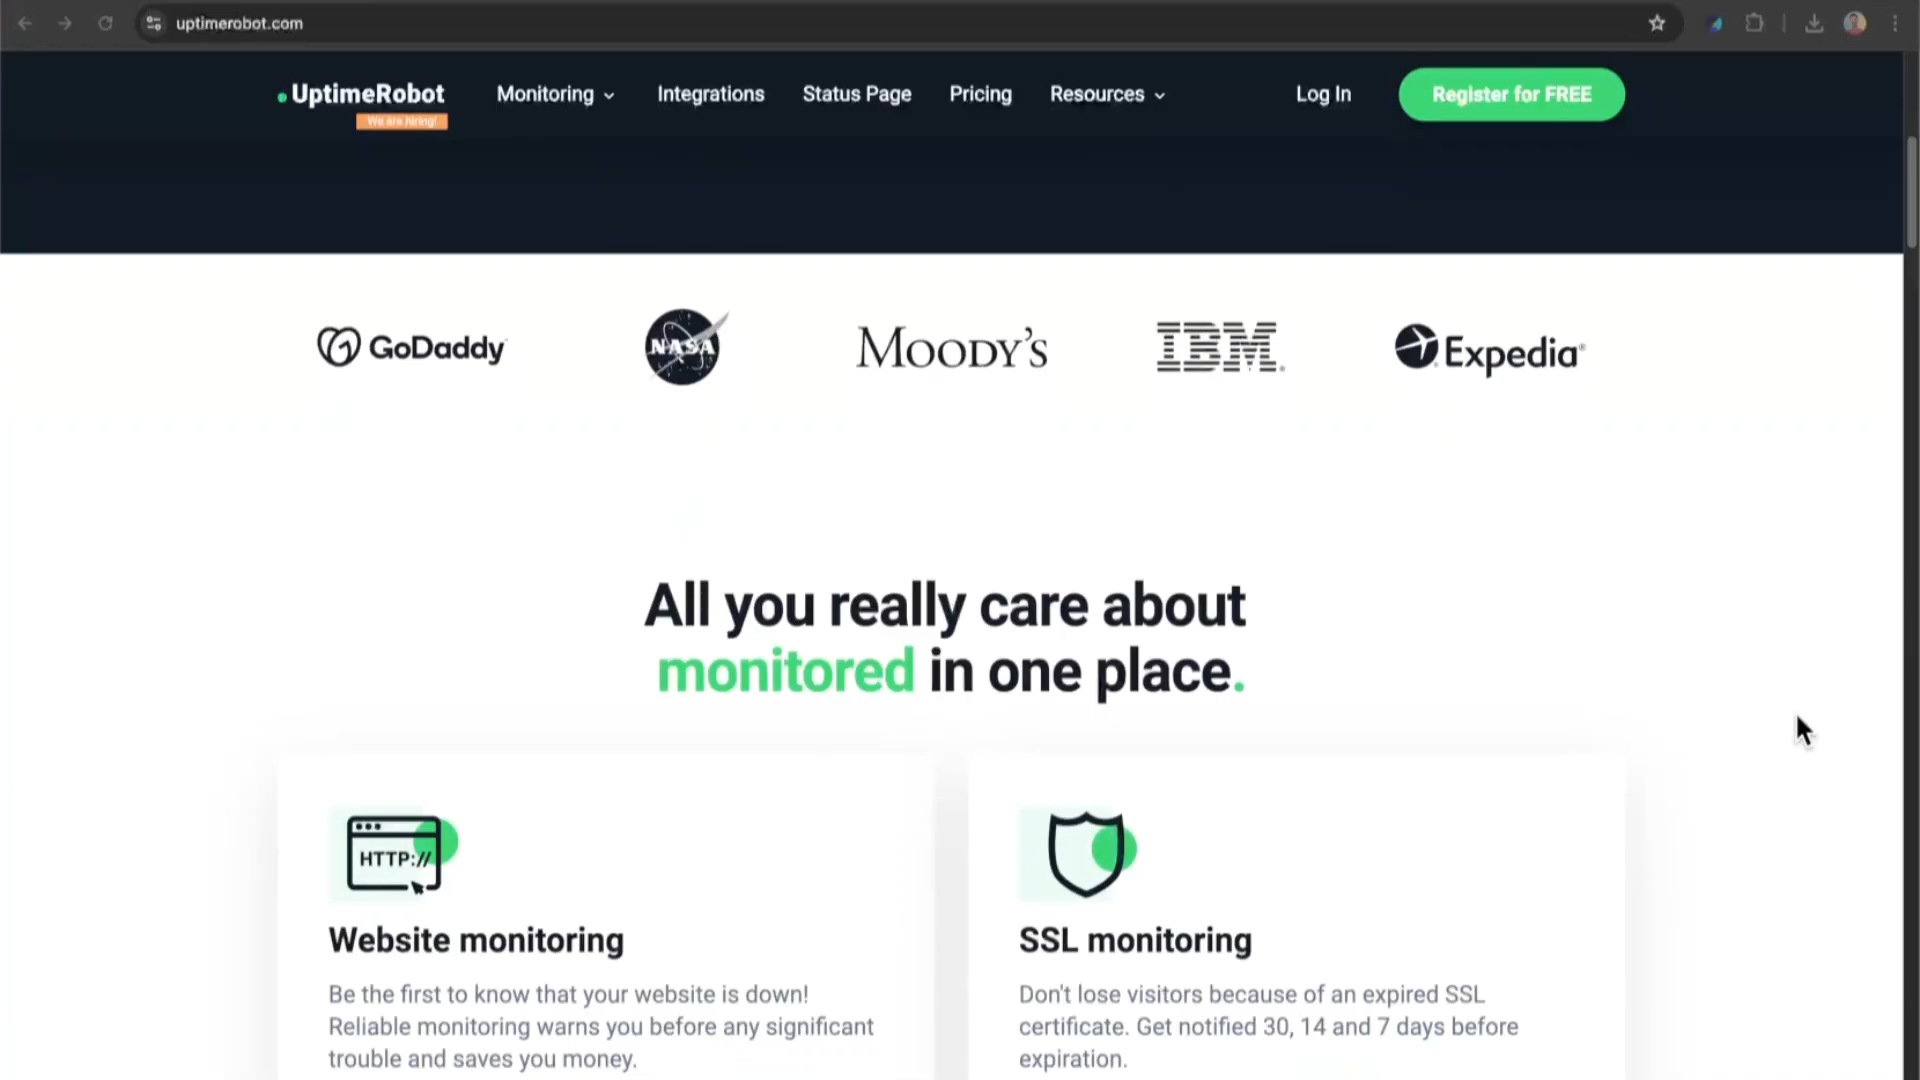 uptimerobot.com
UptimeRobot
We are hiring!
Monitoring
Integrations
Status Page
Pricing
Resources
Log In
Register for FREE
GoDaddy
NASA
MOODY'S
IBM
Expedia
All you really care about
monitored in one place.
HTTP://
Website monitoring
Be the first to know that your website is down!
Reliable monitoring warns you before any significant
trouble and saves you money.
SSL monitoring
Don't lose visitors because of an expired SSL
certificate. Get notified 30, 14 and 7 days before
expiration.